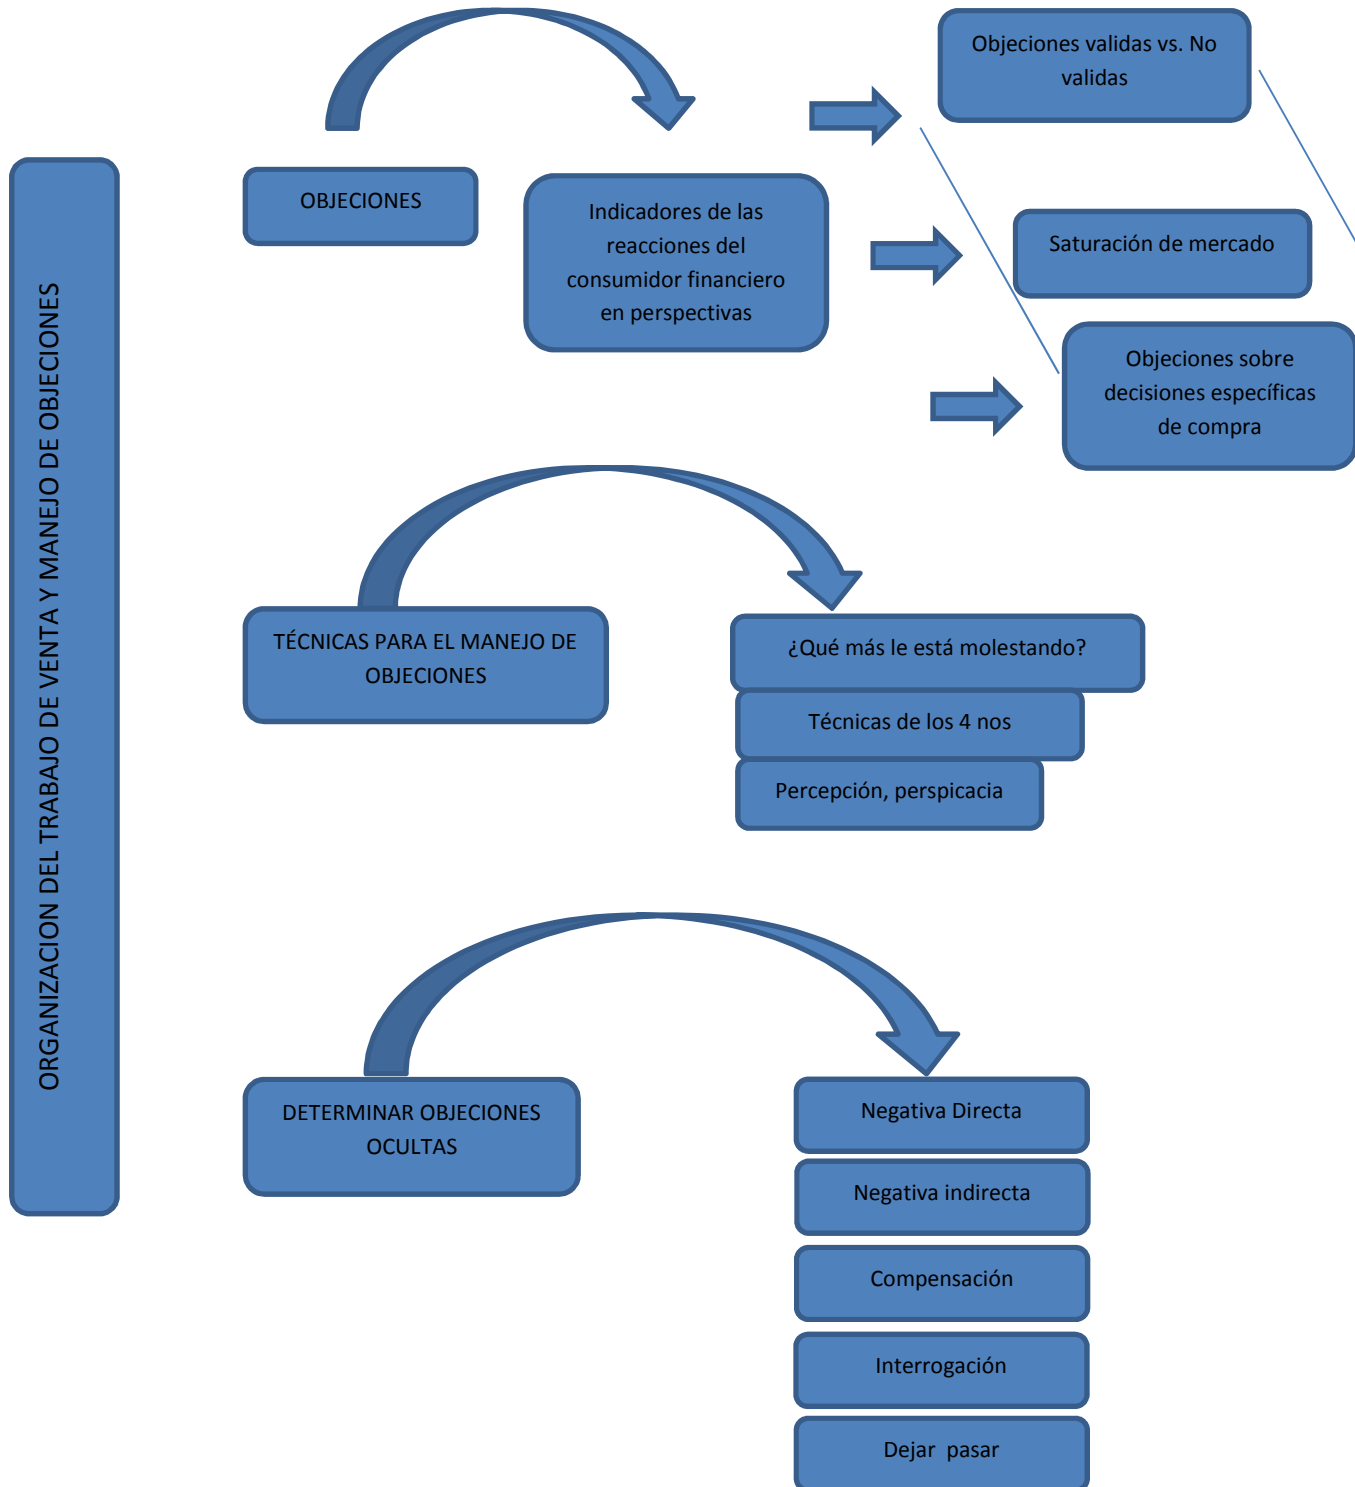 ORGANIZACION DEL TRABAJO DE VENTA Y MANEJO DE OBJECIONES
OBJECIONES
Indicadores de las
reacciones del
consumidor financiero
en perspectivas
Objeciones validas vs. No
validas
Saturación de mercado
Objeciones sobre
decisiones específicas
de compra
TÉCNICAS PARA EL MANEJO DE
OBJECIONES
¿Qué más le está molestando?
Técnicas de los 4 nos
Percepción, perspicacia
DETERMINAR OBJECIONES
OCULTAS
Negativa Directa
Negativa indirecta
Compensación
Interrogación
Dejar  pasar